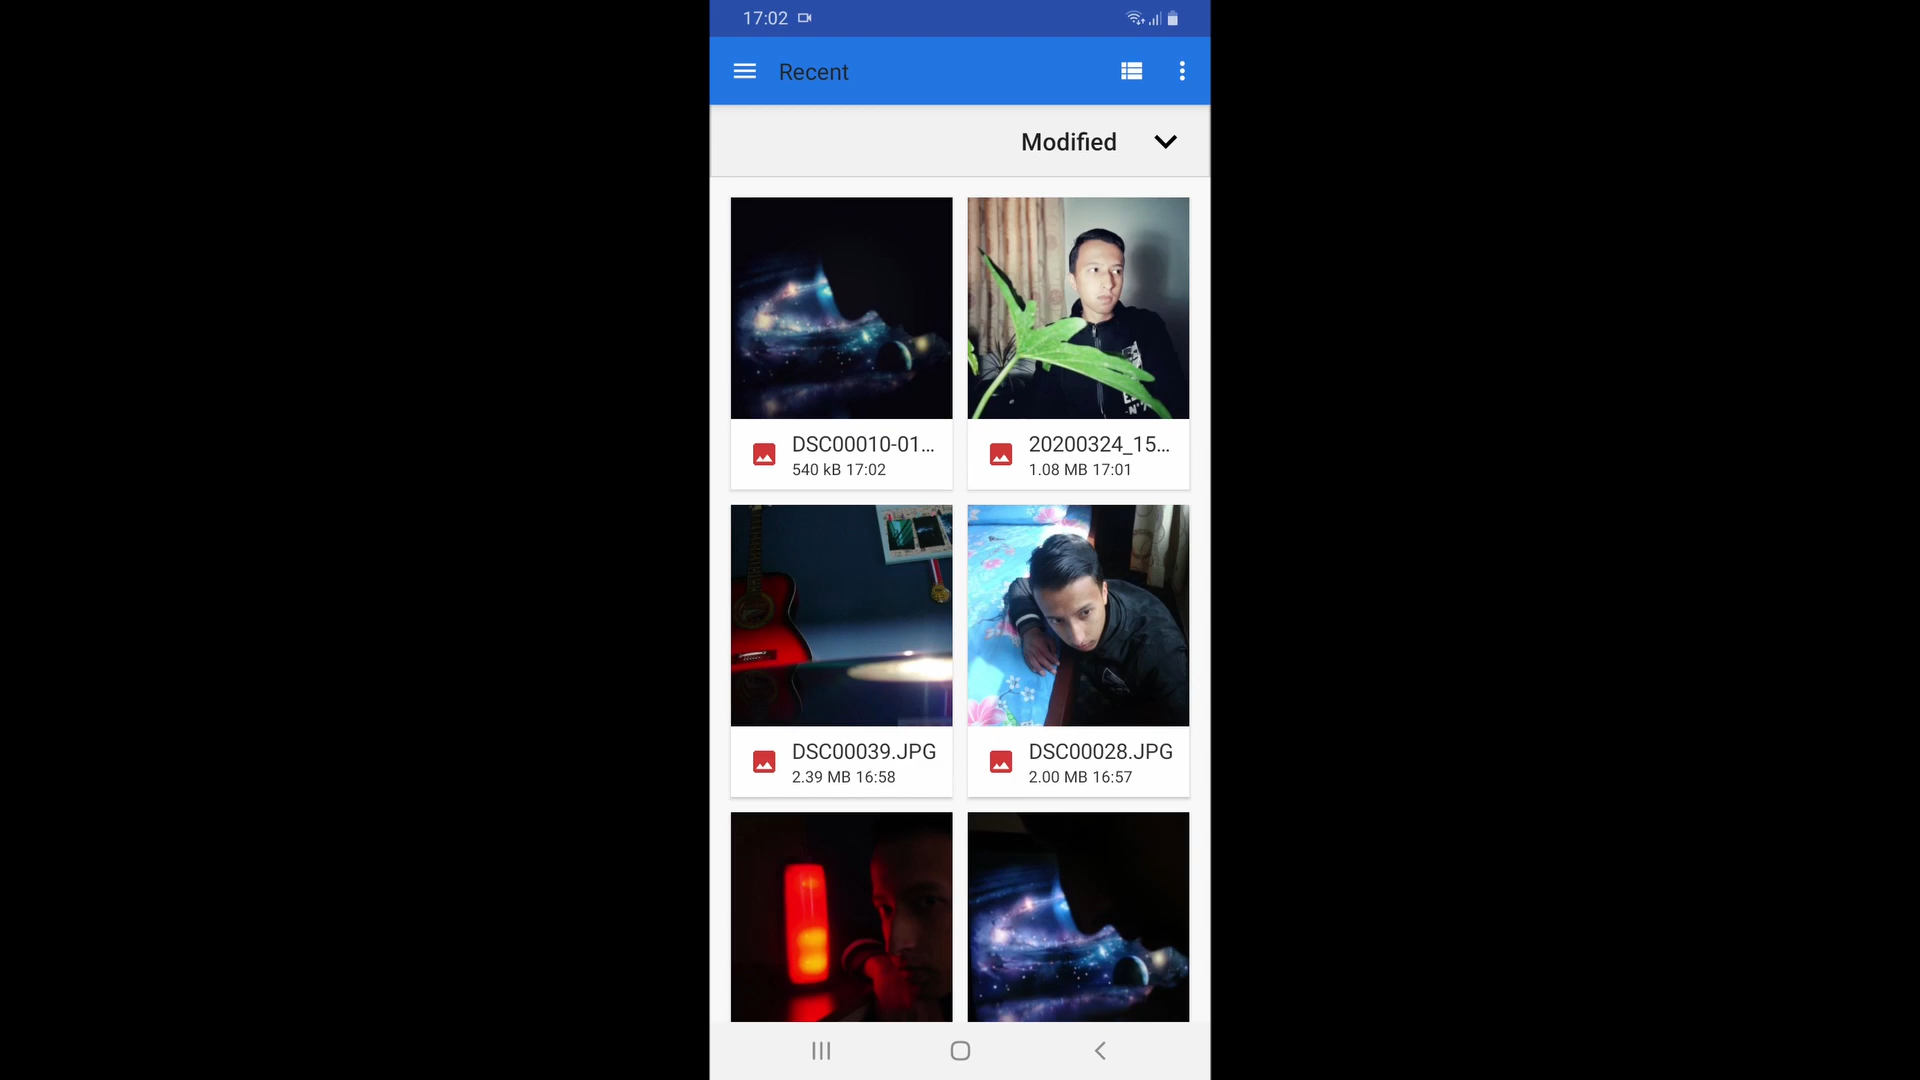 17:02
Recent
Modified
DSC00010-01...
540 kB 17:02
20200324_15...
1.08 MB 17:01
DSC00039.JPG
2.39 MB 16:58
DSC00028.JPG
2.00 MB 16:57